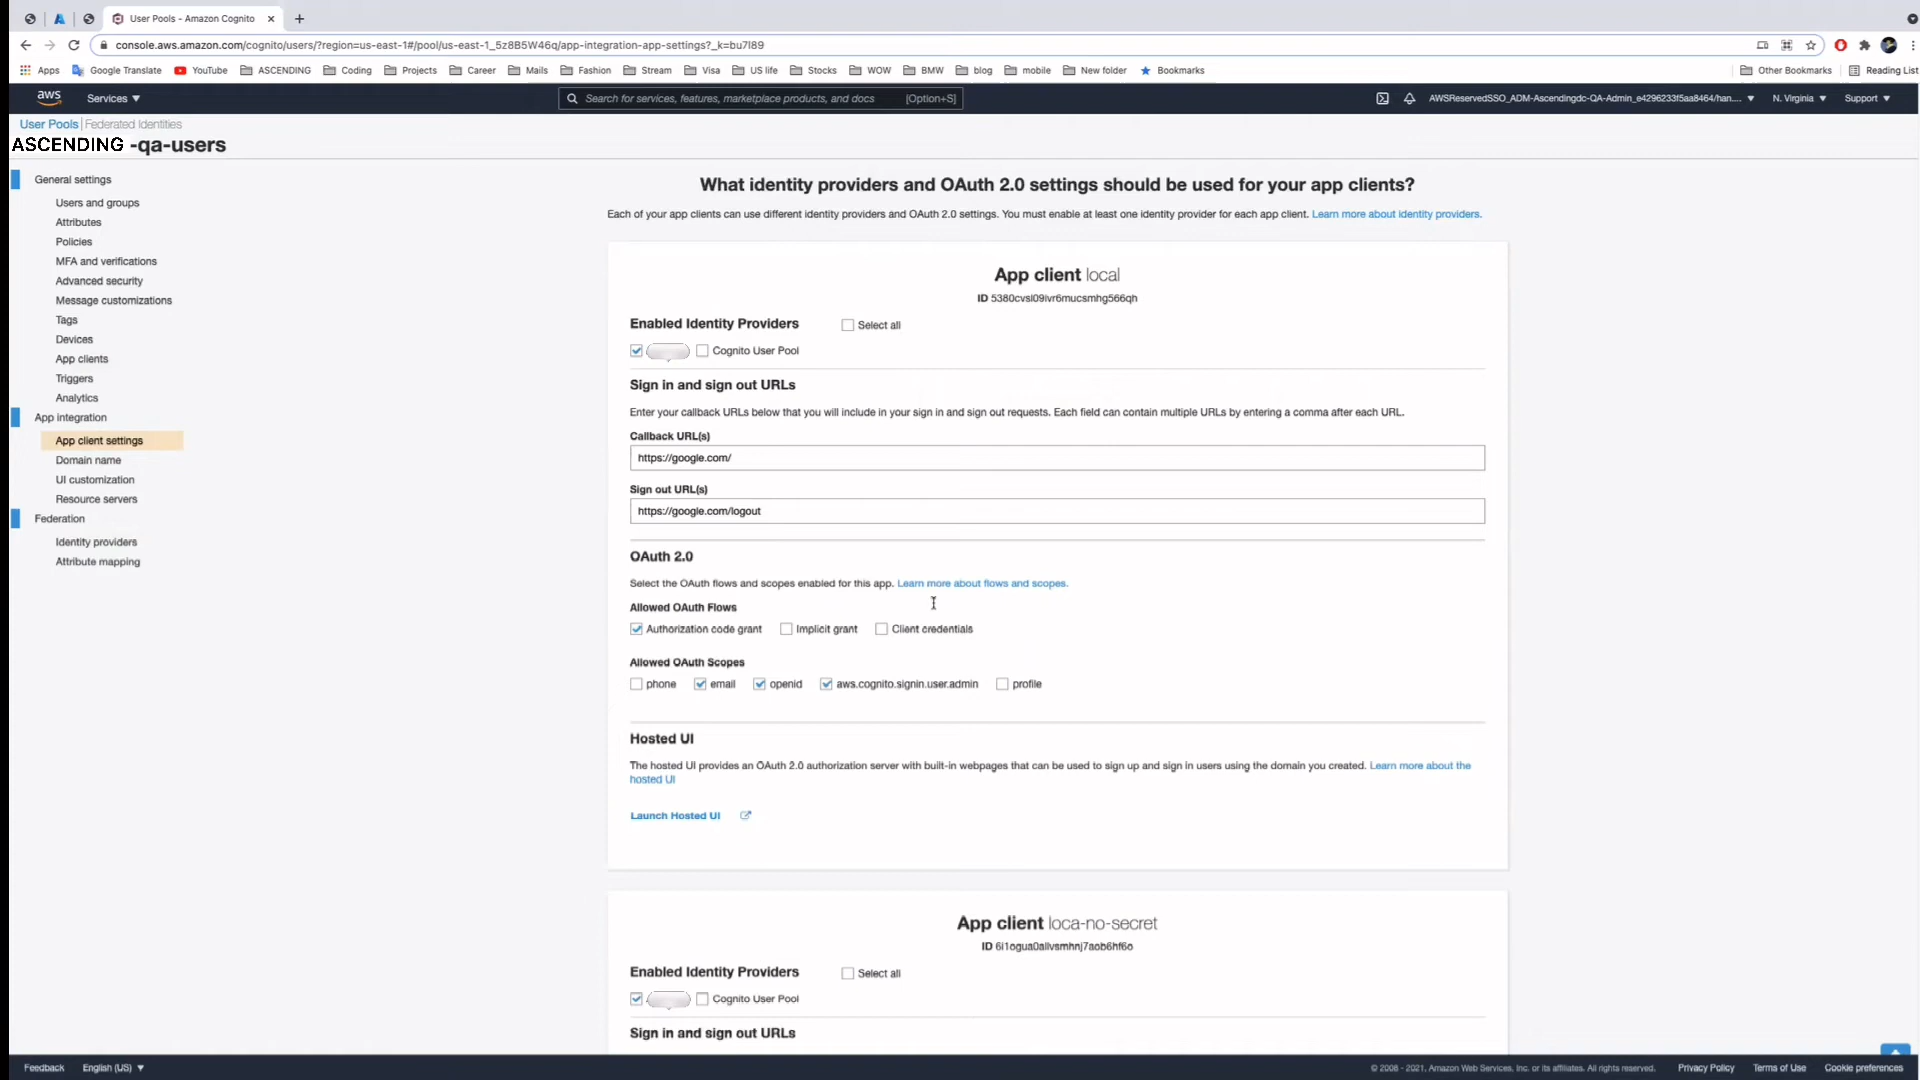 User Pools - Amazon Cognito
console.aws.amazon.com/cognito/users/?region=us-east-1#/pool/us-east-1_5z8B5W46q/app-integration-app-settings?_k=bu7l89
Apps Google Translate YouTube ASCENDING Coding Projects Career Mails Fashion Stream Visa US life Stocks WOW BMW blog mobile New folder Bookmarks Other Bookmarks Reading List
aws Services Search for services, features, marketplace products, and docs [Option+S] AWSReservedSSO_ADM-Ascendingdc-QA-Admin_e4296233f5aa8464/han.... N. Virginia Support
User Pools | Federated Identities
ASCENDING -qa-users
General settings
Users and groups
Attributes
Policies
MFA and verifications
Advanced security
Message customizations
Tags
Devices
App clients
Triggers
Analytics
App integration
App client settings
Domain name
UI customization
Resource servers
Federation
Identity providers
Attribute mapping
What identity providers and OAuth 2.0 settings should be used for your app clients?
Each of your app clients can use different identity providers and OAuth 2.0 settings. You must enable at least one identity provider for each app client. Learn more about identity providers.
App client local
ID 5380cvsl09ivr6mucsmhg566qh
Enabled Identity Providers Select all
Cognito User Pool
Sign in and sign out URLs
Enter your callback URLs below that you will include in your sign in and sign out requests. Each field can contain multiple URLs by entering a comma after each URL.
Callback URL(s)
https://google.com/
Sign out URL(s)
https://google.com/logout
OAuth 2.0
Select the OAuth flows and scopes enabled for this app. Learn more about flows and scopes.
Allowed OAuth Flows
Authorization code grant Implicit grant Client credentials
Allowed OAuth Scopes
phone email openid aws.cognito.signin.user.admin profile
Hosted UI
The hosted UI provides an OAuth 2.0 authorization server with built-in webpages that can be used to sign up and sign in users using the domain you created. Learn more about the
hosted UI
Launch Hosted UI
App client loca-no-secret
ID 6i1ogua0allvsmhnj7aob6hf6o
Enabled Identity Providers Select all
Cognito User Pool
Sign in and sign out URLs
Feedback English (US) © 2008 - 2021, Amazon Web Services, Inc. or its affiliates. All rights reserved. Privacy Policy Terms of Use Cookie preferences